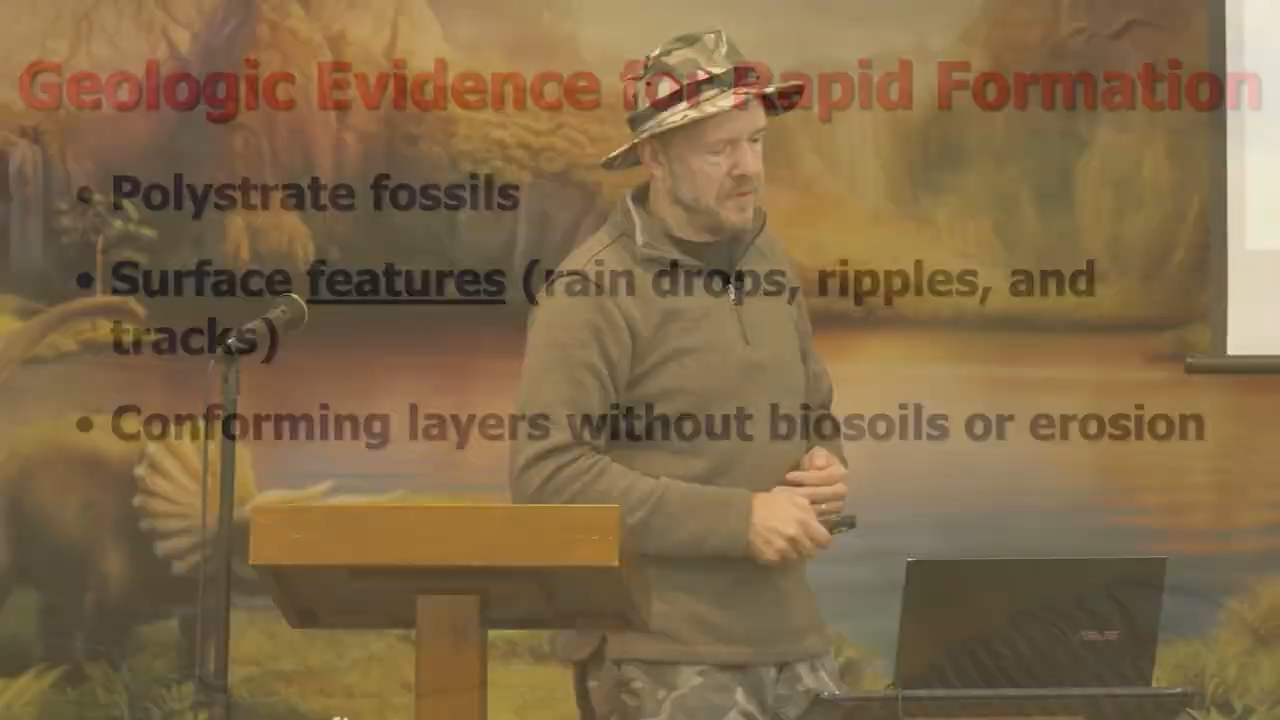 Geologic Evidence for Rapid Formation
• Polystrate fossils
• Surface features (rain drops, ripples, and
tracks)
• Conforming layers without biosoils or erosion
ASUS